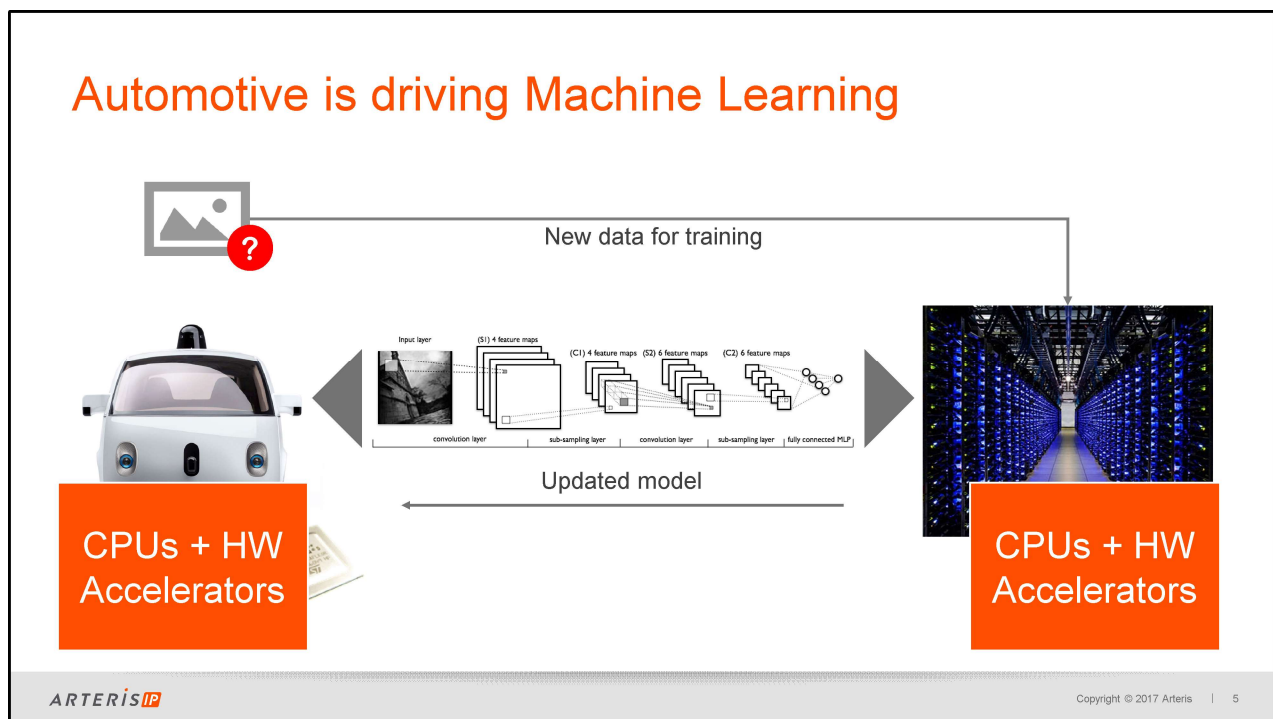 Automotive is driving Machine Learning
?
New data for training
Input layer
(S1) 4 feature maps
(C1) 4 feature maps
(S2) 6 feature maps
(C2) 6 feature maps
convolution layer
sub-sampling layer
convolution layer
sub-sampling layer
fully connected MLP
Updated model
CPUs + HW
Accelerators
CPUs + HW
Accelerators
ARTERIS IP
Copyright © 2017 Arteris | 5